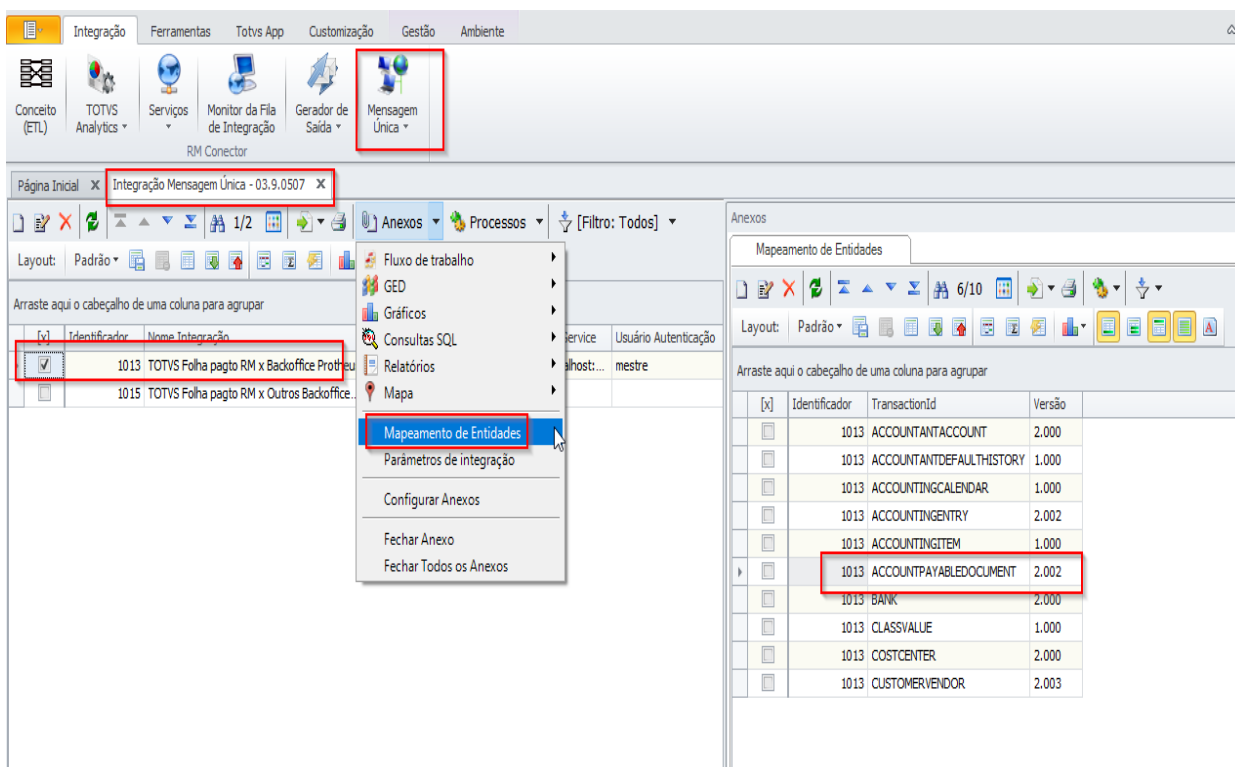 Integração Ferramentas Totvs App Customização Gestão Ambiente
Conceito (ETL)
TOTVS Analytics
Serviços
Monitor da Fila de Integração
Gerador de Saída
Mensagem Única
RM Conector
Página Inicial X Integração Mensagem Única - 03.9.0507 X
1/2 Anexos Processos [Filtro: Todos]
Layout: Padrão
Arraste aqui o cabeçalho de uma coluna para agrupar
[x] Identificador Nome Integração Service Usuário Autenticação
1013 TOTVS Folha pagto RM x Backoffice Protheu alhost:... mestre
1015 TOTVS Folha pagto RM x Outros Backoffice...
Fluxo de trabalho
GED
Gráficos
Consultas SQL
Relatórios
Mapa
Mapeamento de Entidades
Parâmetros de integração
Configurar Anexos
Fechar Anexo
Fechar Todos os Anexos
Anexos
Mapeamento de Entidades
6/10
Layout: Padrão
Arraste aqui o cabeçalho de uma coluna para agrupar
[x] Identificador TransactionId Versão
1013 ACCOUNTANTACCOUNT 2.000
1013 ACCOUNTANTDEFAULTHISTORY 1.000
1013 ACCOUNTINGCALENDAR 1.000
1013 ACCOUNTINGENTRY 2.002
1013 ACCOUNTINGITEM 1.000
1013 ACCOUNTPAYABLEDOCUMENT 2.002
1013 BANK 2.000
1013 CLASSVALUE 1.000
1013 COSTCENTER 2.000
1013 CUSTOMERVENDOR 2.003